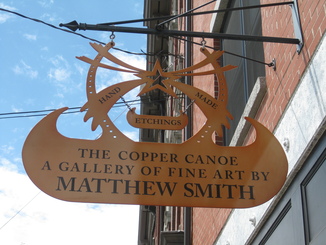 HAND MADE
ETCHINGS
THE COPPER CANOE
A GALLERY OF FINE ART BY
MATTHEW SMITH